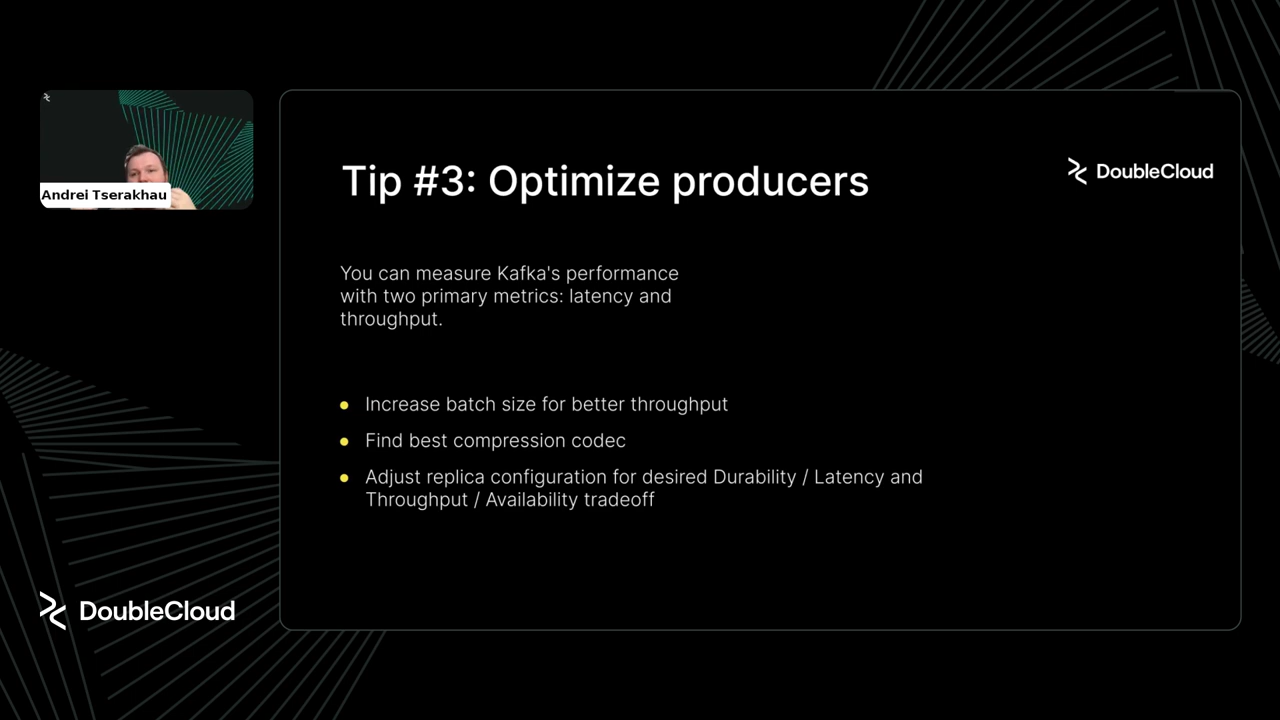 Andrei Tserakhau
Tip #3: Optimize producers
DoubleCloud
You can measure Kafka's performance
with two primary metrics: latency and
throughput.
Increase batch size for better throughput
Find best compression codec
Adjust replica configuration for desired Durability / Latency and
Throughput / Availability tradeoff
DoubleCloud